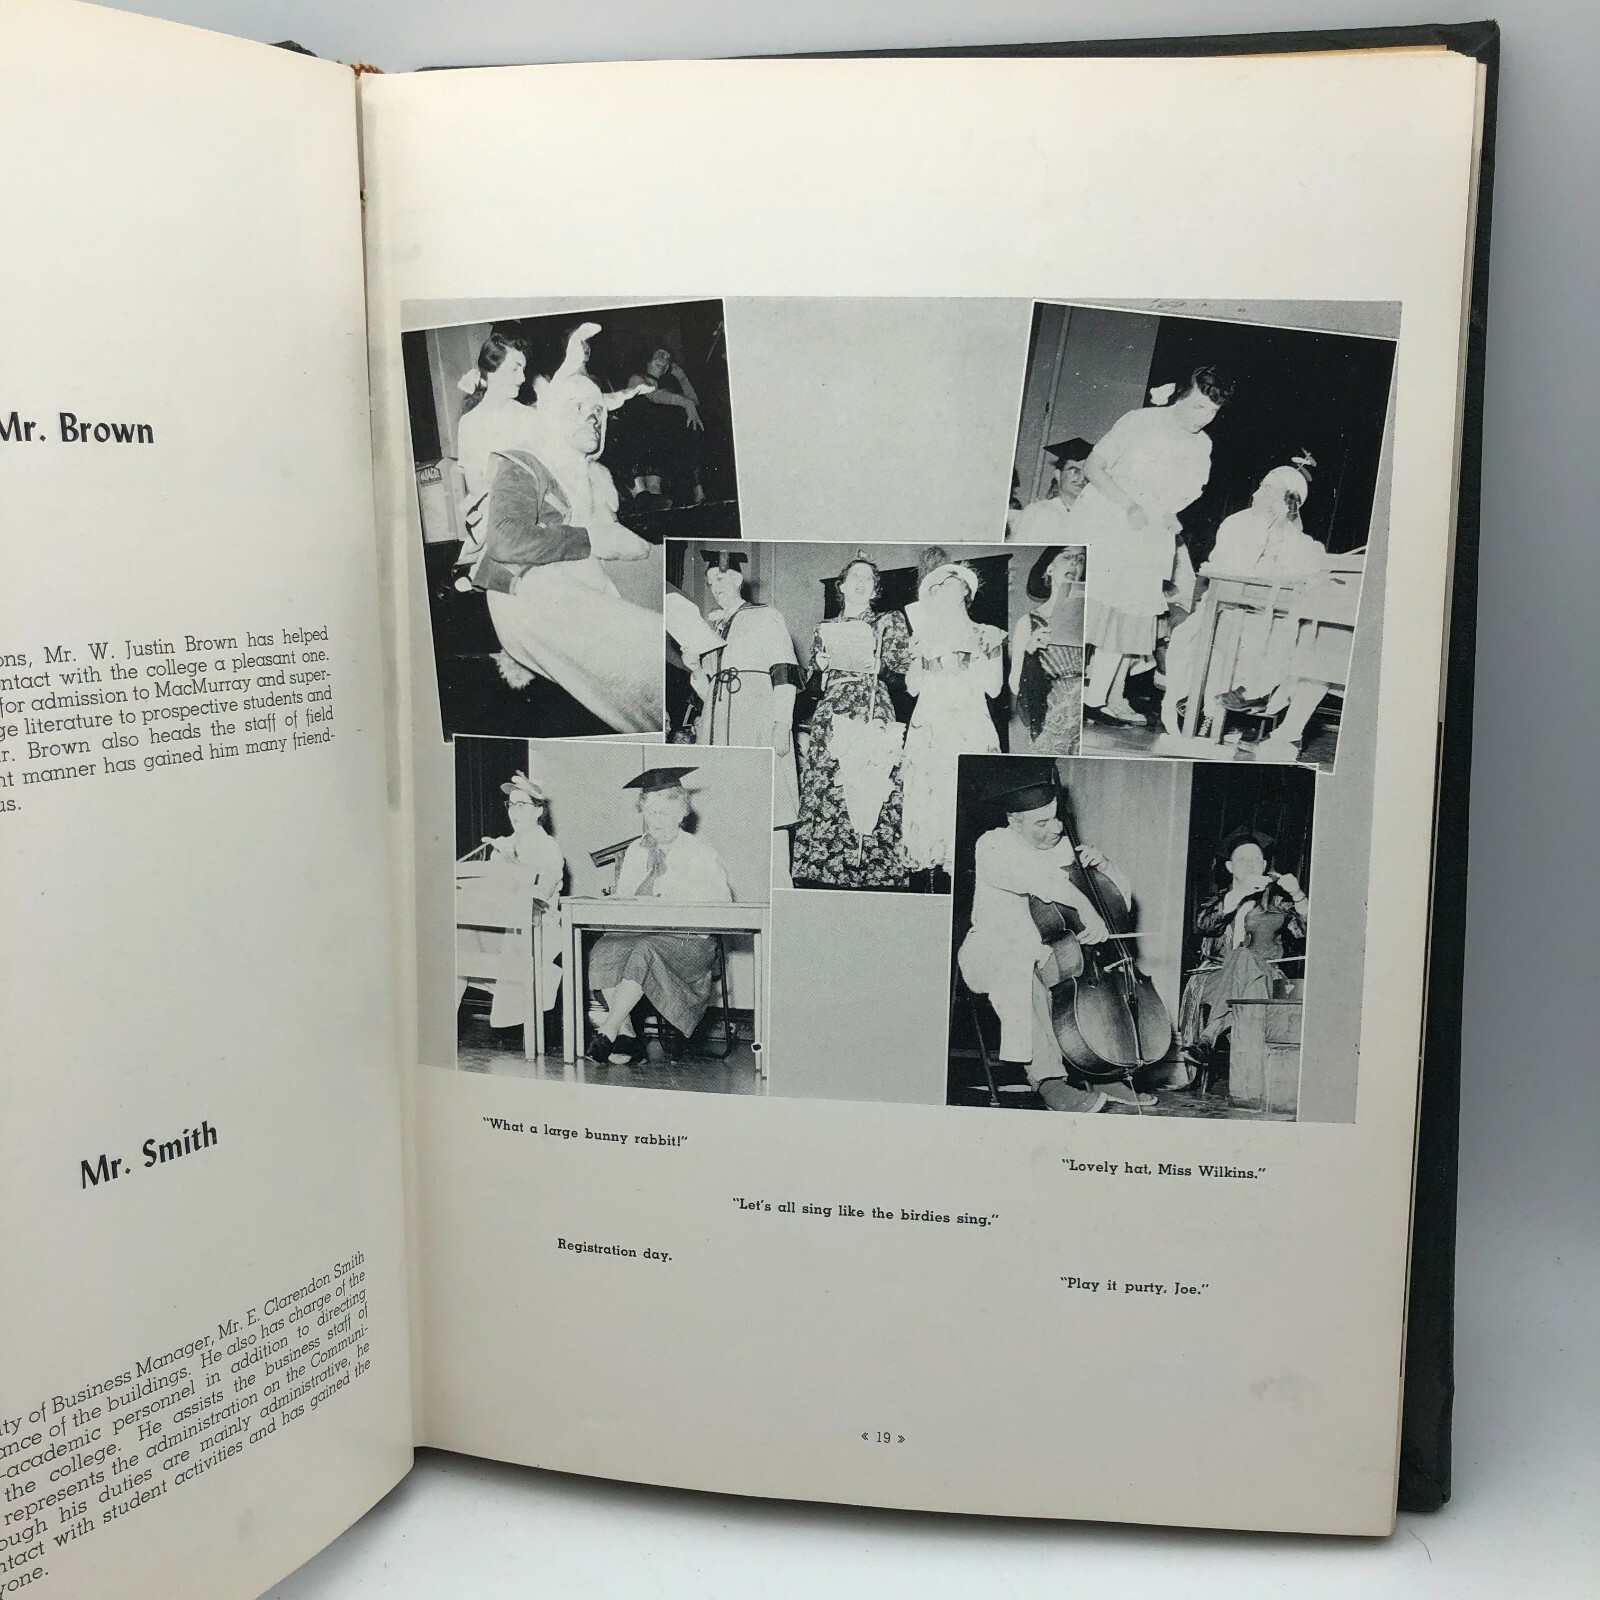 Mr. Brown
ons, Mr. W. Justin Brown has helped
ontact with the college a pleasant one.
for admission to MacMurray and super-
ge literature to prospective students and
r. Brown also heads the staff of field
nt manner has gained him many friend-
us.
Mr. Smith
ity of Business Manager, Mr. E. Clarendon Smith
ance of the buildings. He also has charge of the
-academic personnel in addition to directing
the college. He assists the business staff of
represents the administration on the Communi-
ough his duties are mainly administrative, he
ntact with student activities and has gained the
yone.
"What a large bunny rabbit!"
"Lovely hat, Miss Wilkins."
"Let's all sing like the birdies sing."
Registration day.
"Play it purty, Joe."
« 19 »